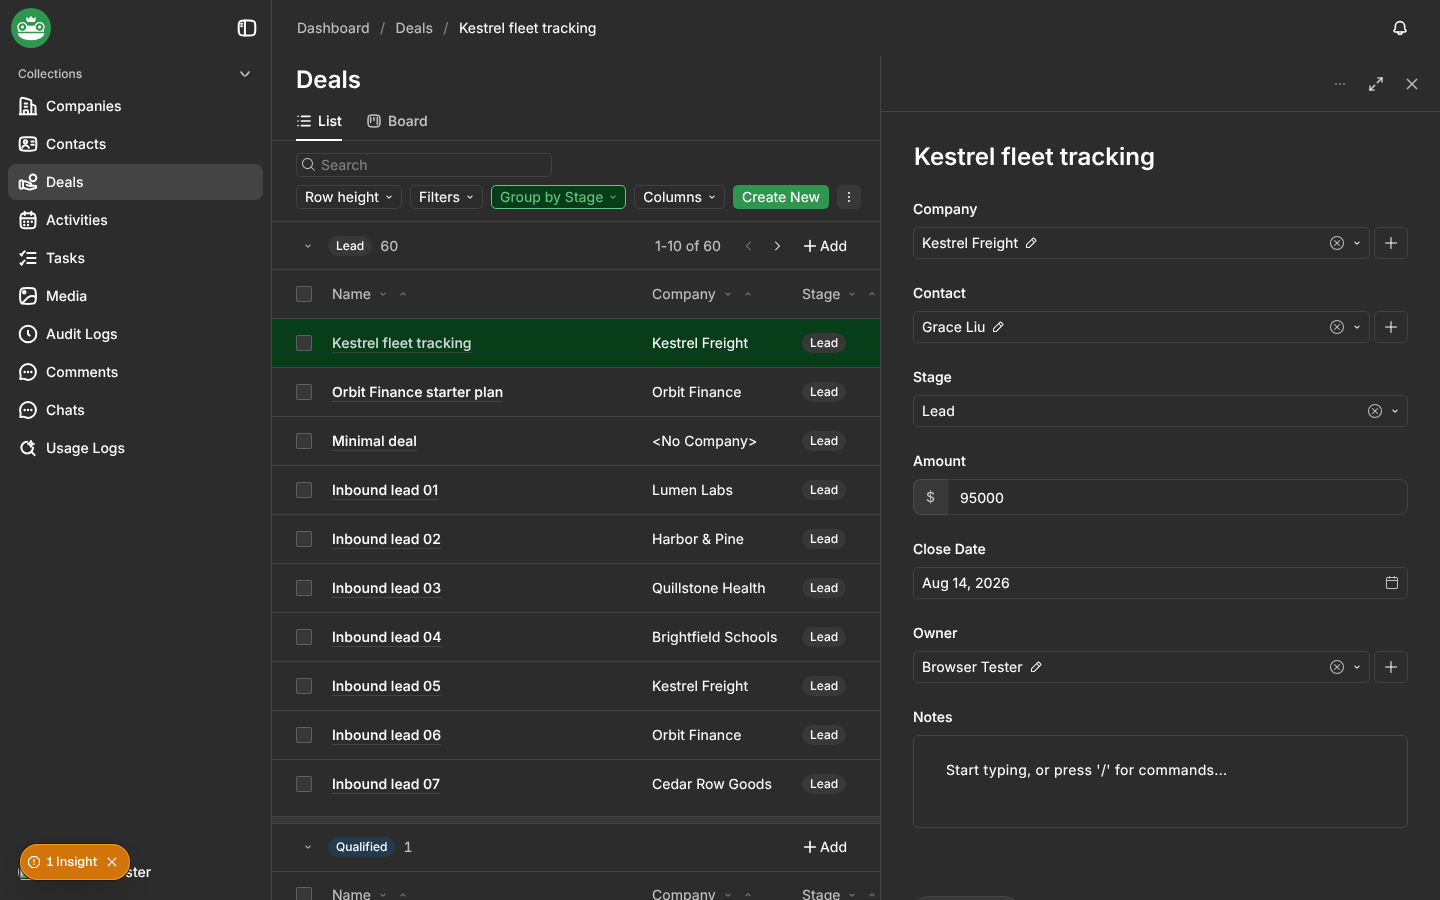 Dashboard / Deals / Kestrel fleet tracking
Collections
Companies
Contacts
Deals
Activities
Tasks
Media
Audit Logs
Comments
Chats
Usage Logs
1 Insight
ster
Deals
List
Board
Search
Row height
Filters
Group by Stage
Columns
Create New
Lead 60 1-10 of 60 Add
Name Company Stage
Kestrel fleet tracking Kestrel Freight Lead
Orbit Finance starter plan Orbit Finance Lead
Minimal deal <No Company> Lead
Inbound lead 01 Lumen Labs Lead
Inbound lead 02 Harbor & Pine Lead
Inbound lead 03 Quillstone Health Lead
Inbound lead 04 Brightfield Schools Lead
Inbound lead 05 Kestrel Freight Lead
Inbound lead 06 Orbit Finance Lead
Inbound lead 07 Cedar Row Goods Lead
Qualified 1 Add
Name Company Stage
Kestrel fleet tracking
Company
Kestrel Freight
Contact
Grace Liu
Stage
Lead
Amount
$ 95000
Close Date
Aug 14, 2026
Owner
Browser Tester
Notes
Start typing, or press '/' for commands...